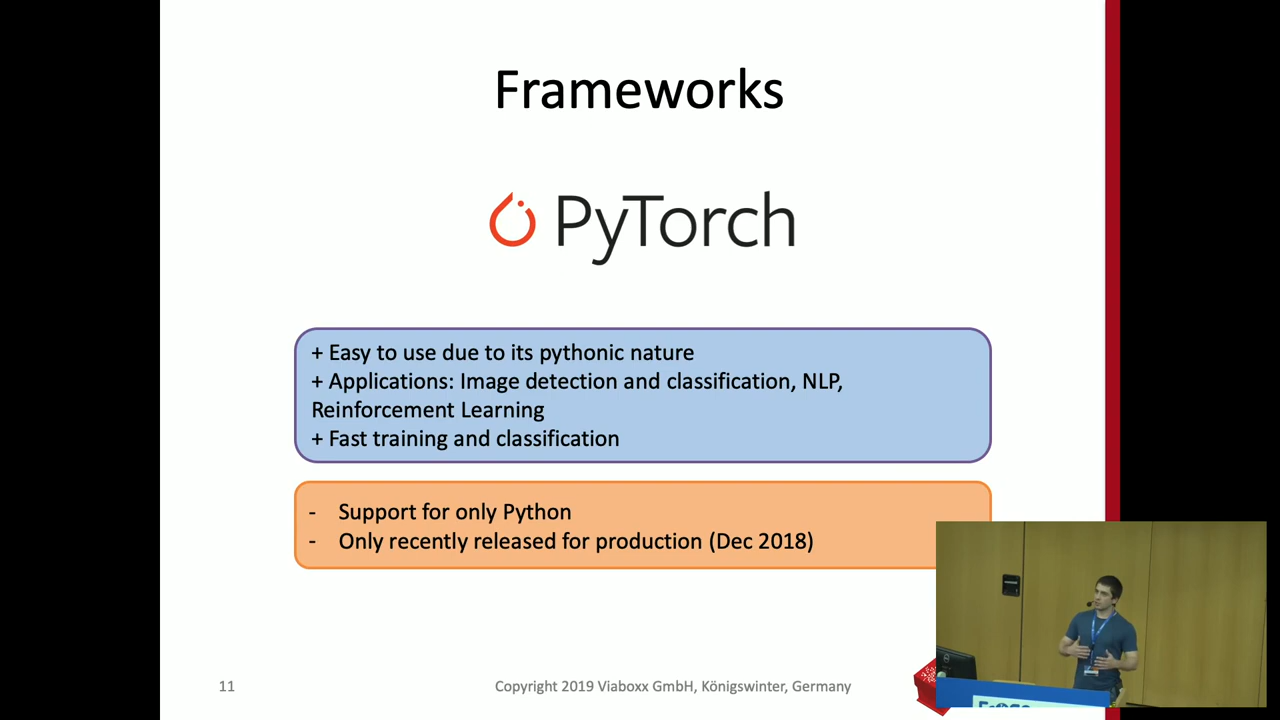 Frameworks
PyTorch
+ Easy to use due to its pythonic nature
+ Applications: Image detection and classification, NLP,
Reinforcement Learning
+ Fast training and classification
- Support for only Python
- Only recently released for production (Dec 2018)
11
Copyright 2019 Viaboxx GmbH, Königswinter, Germany